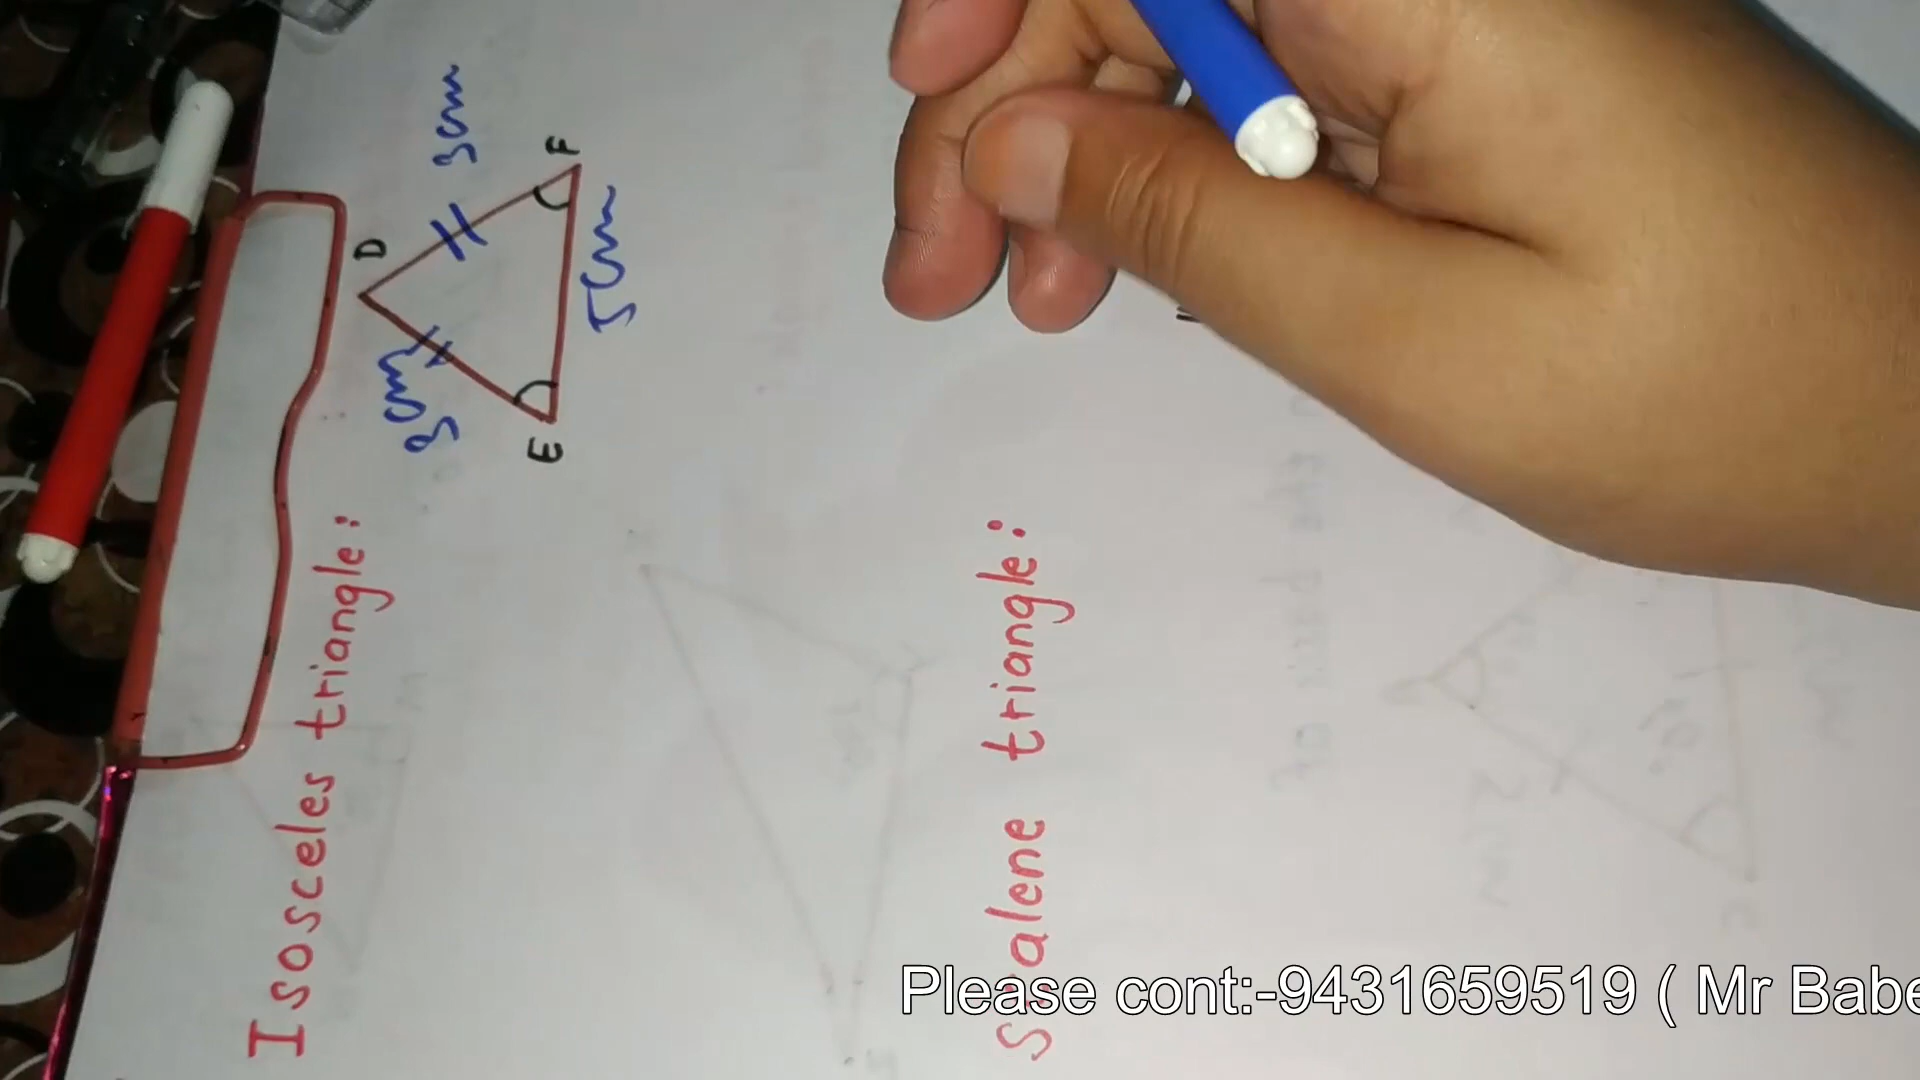 Isosceles triangle:
D
3cm
3cm
E
F
5cm
Scalene triangle:
Please cont:-9431659519 ( Mr Babe